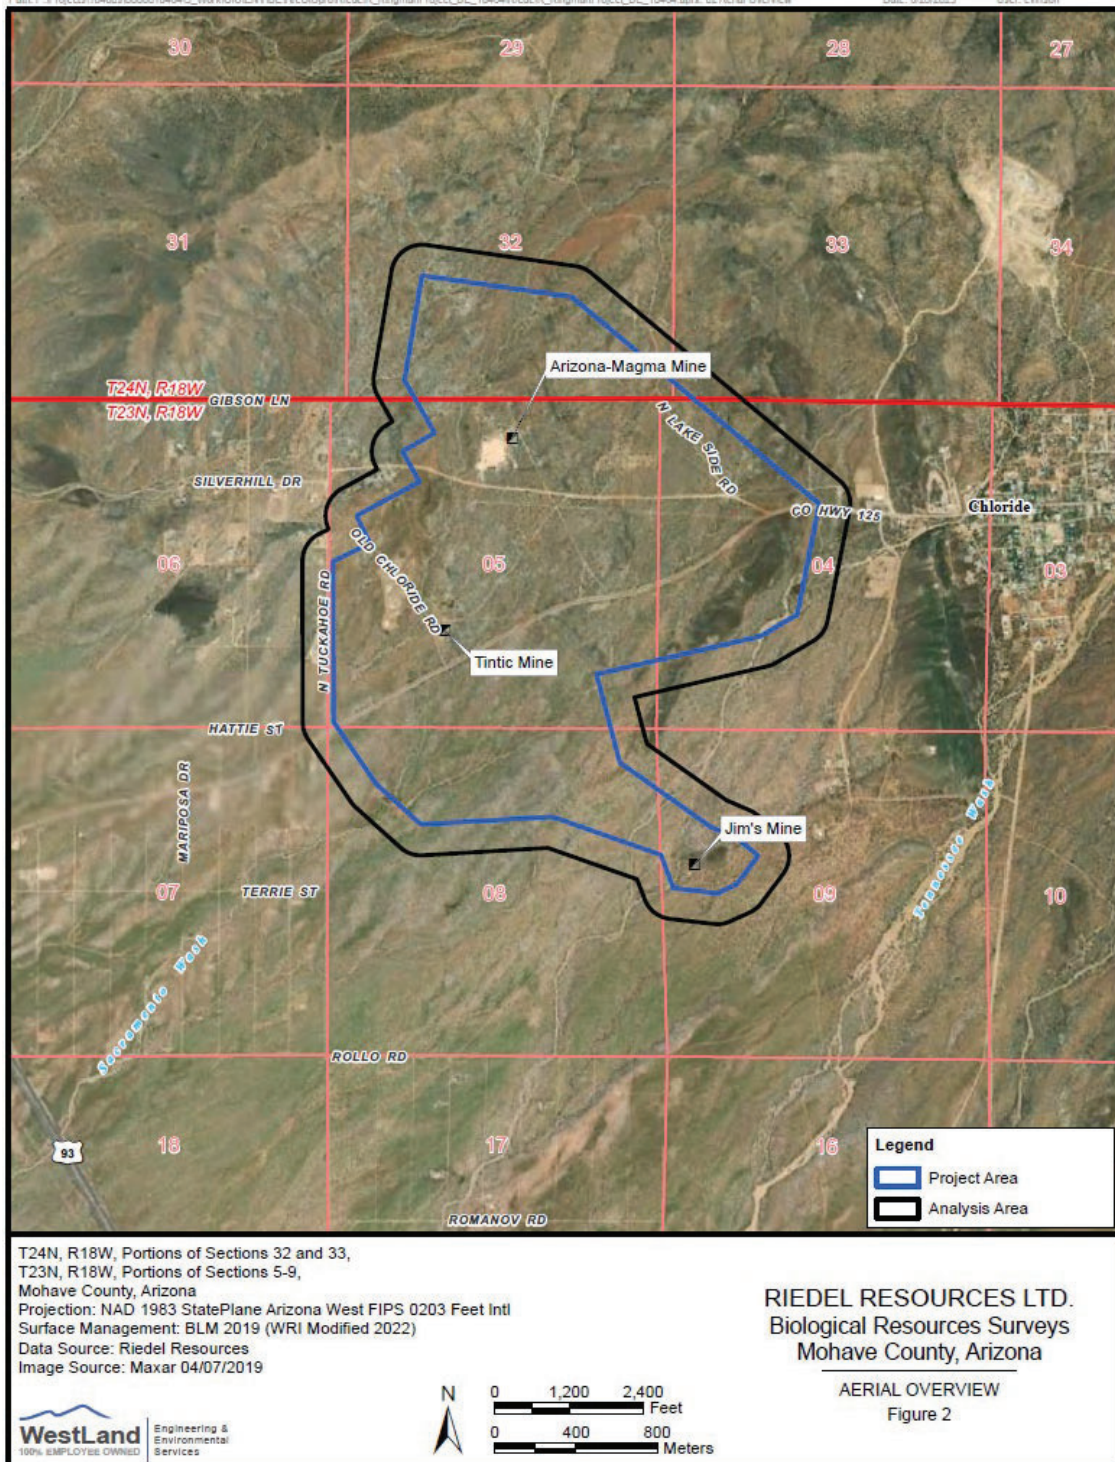 30
29
28
27
31
32
33
34
Arizona-Magma Mine
T24N, R18W
GIBSON LN
T23N, R18W
N LAKE SIDE RD
SILVERHILL DR
CO HWY 125
Chloride
OLD CHLORIDE RD
06
05
04
03
N TUCKAHOE RD
Tintic Mine
HATTIE ST
MARIPOSA DR
Jim's Mine
Tennessee Wash
07
TERRIE ST
08
09
10
Sacramento Wash
ROLLO RD
93
18
17
16
ROMANOV RD
Legend
Project Area
Analysis Area
T24N, R18W, Portions of Sections 32 and 33,
T23N, R18W, Portions of Sections 5-9,
Mohave County, Arizona
Projection: NAD 1983 StatePlane Arizona West FIPS 0203 Feet Intl
Surface Management: BLM 2019 (WRI Modified 2022)
Data Source: Riedel Resources
Image Source: Maxar 04/07/2019
WestLand
100% EMPLOYEE OWNED
Engineering &
Environmental
Services
N
0 1,200 2,400
Feet
0 400 800
Meters
RIEDEL RESOURCES LTD.
Biological Resources Surveys
Mohave County, Arizona
AERIAL OVERVIEW
Figure 2